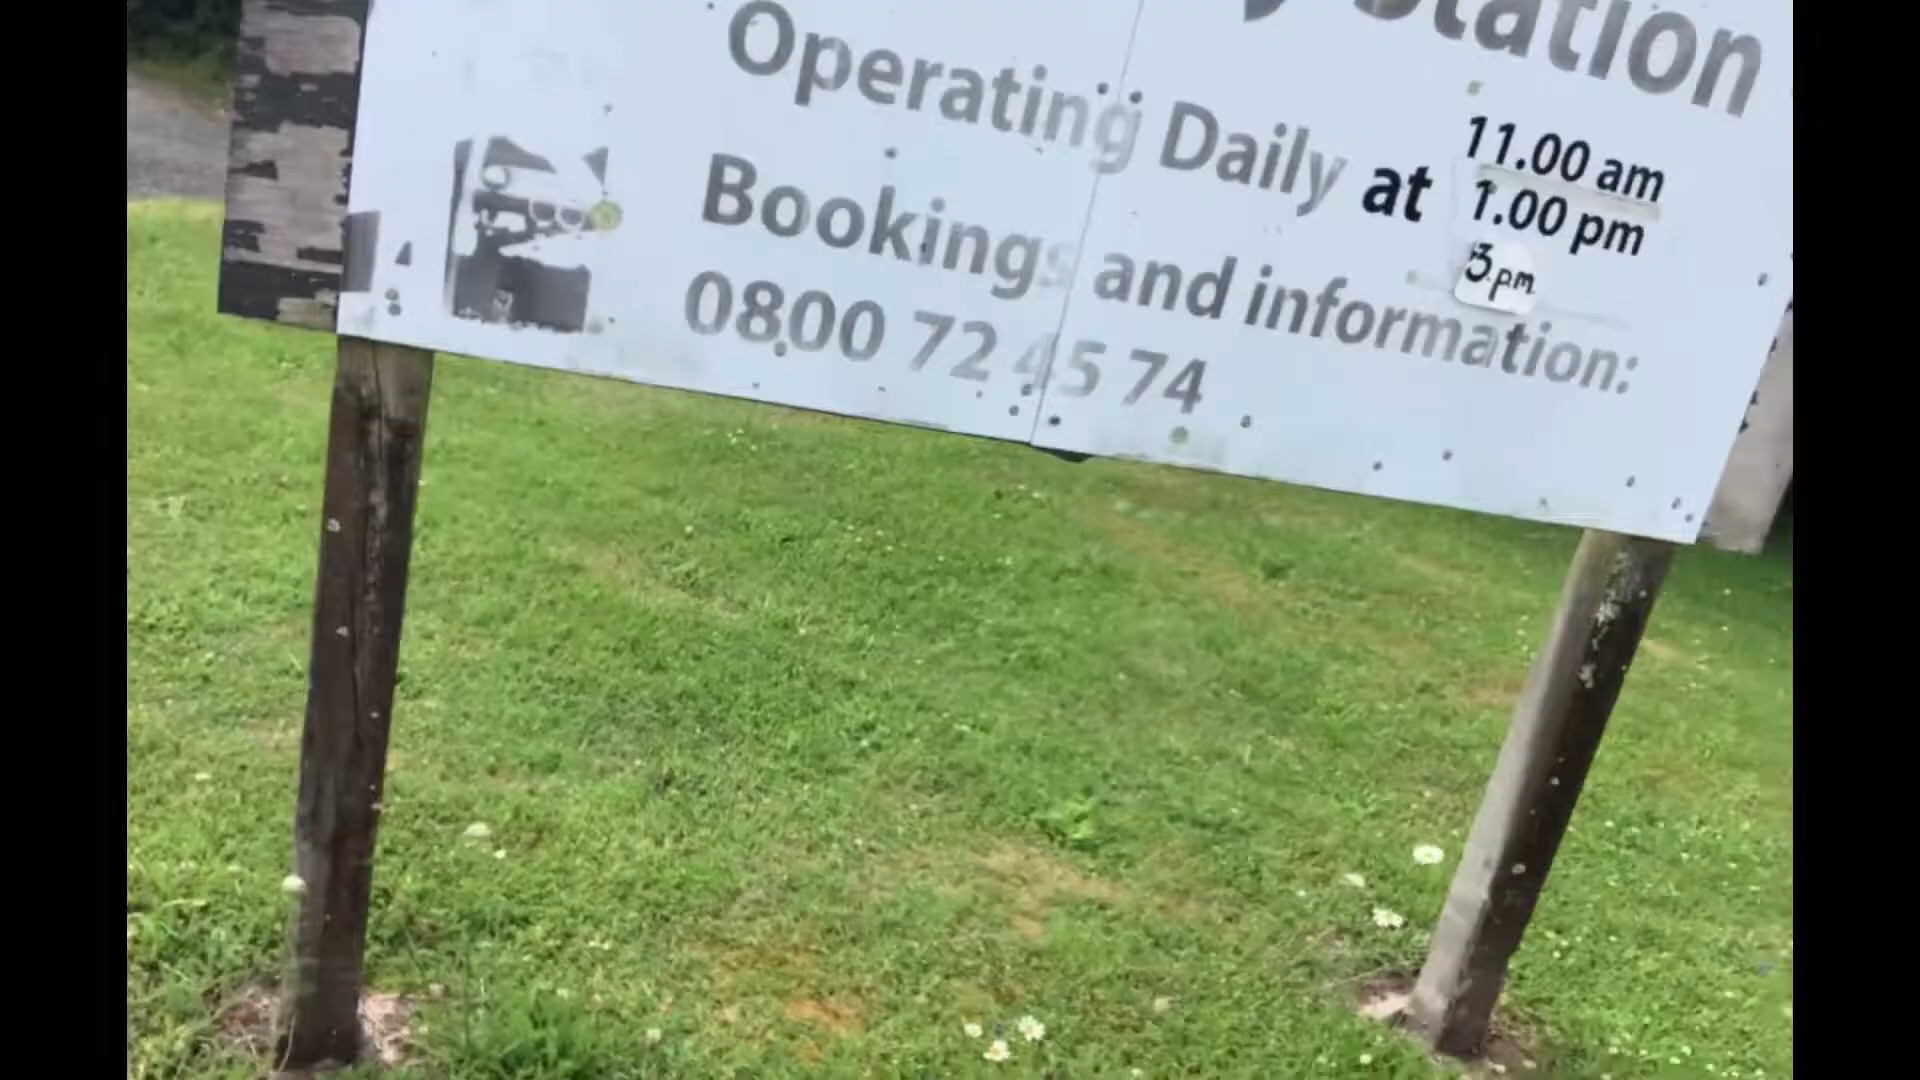 Station
Operating Daily at 11.00 am
1.00 pm
3.pm
Bookings and information:
0800 72 45 74